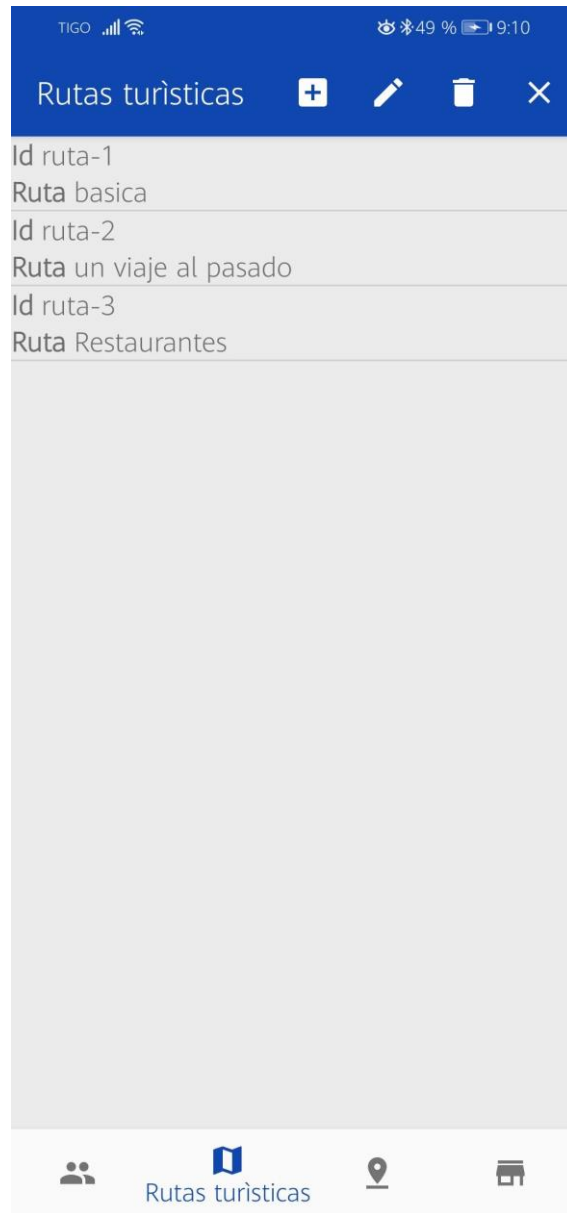 TIGO 49 % 9:10
Rutas turìsticas
Id ruta-1
Ruta basica
Id ruta-2
Ruta un viaje al pasado
Id ruta-3
Ruta Restaurantes
Rutas turìsticas